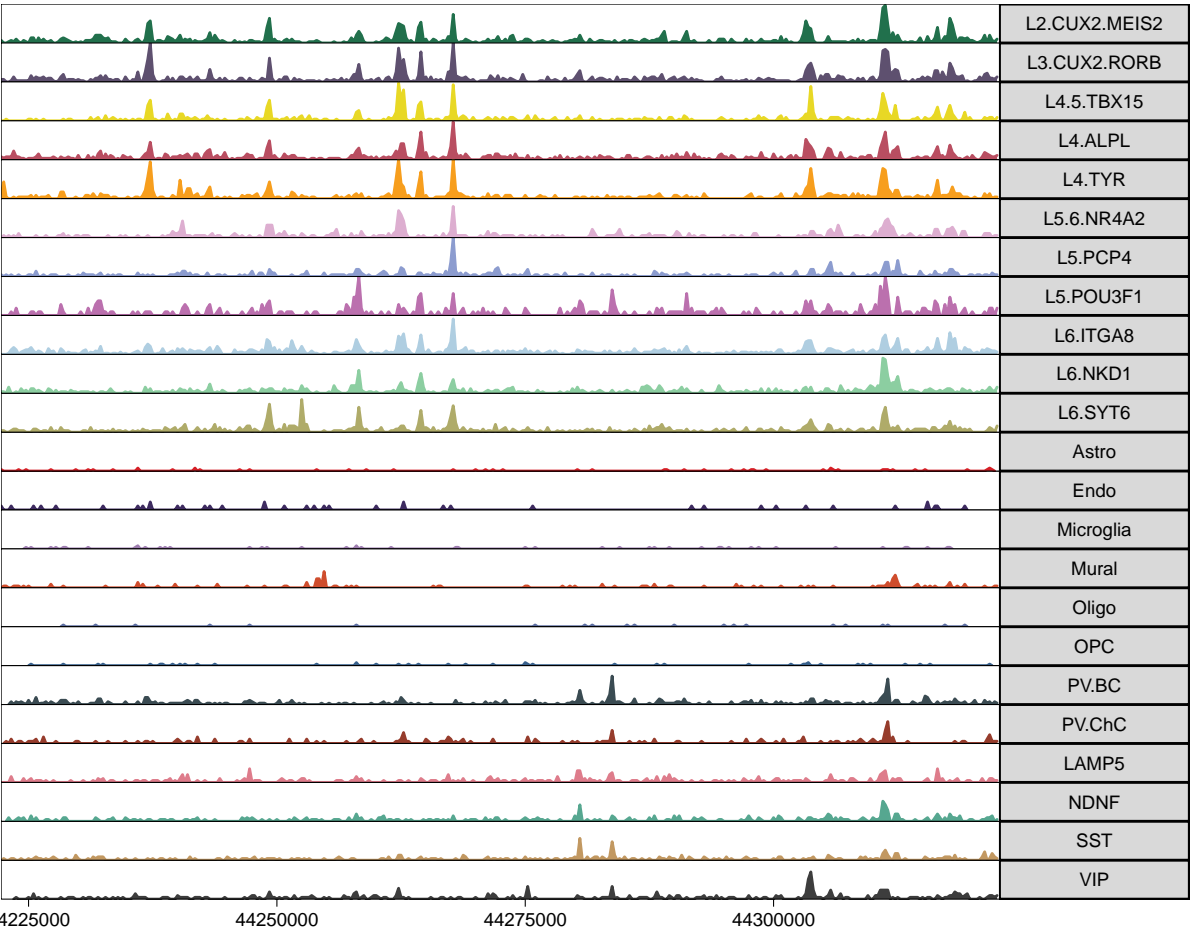 L2.CUX2.MEIS2
L3.CUX2.RORB
L4.5.TBX15
L4.ALPL
L4.TYR
L5.6.NR4A2
L5.PCP4
L5.POU3F1
L6.ITGA8
L6.NKD1
L6.SYT6
Astro
Endo
Microglia
Mural
Oligo
OPC
PV.BC
PV.ChC
LAMP5
NDNF
SST
VIP
4225000 44250000 44275000 44300000